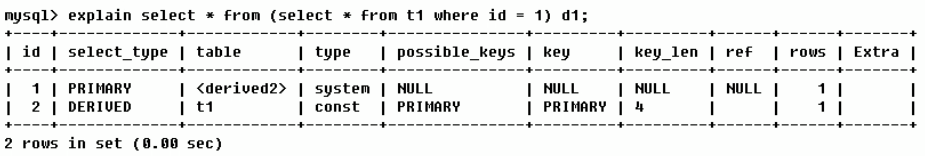 mysql> explain select * from (select * from t1 where id = 1) d1;
+----+-------------+------------+--------+---------------+---------+---------+------+------+-------+
| id | select_type | table      | type   | possible_keys | key     | key_len | ref  | rows | Extra |
+----+-------------+------------+--------+---------------+---------+---------+------+------+-------+
|  1 | PRIMARY     | <derived2> | system | NULL          | NULL    | NULL    | NULL |    1 |       |
|  2 | DERIVED     | t1         | const  | PRIMARY       | PRIMARY | 4       |      |    1 |       |
+----+-------------+------------+--------+---------------+---------+---------+------+------+-------+
2 rows in set (0.00 sec)